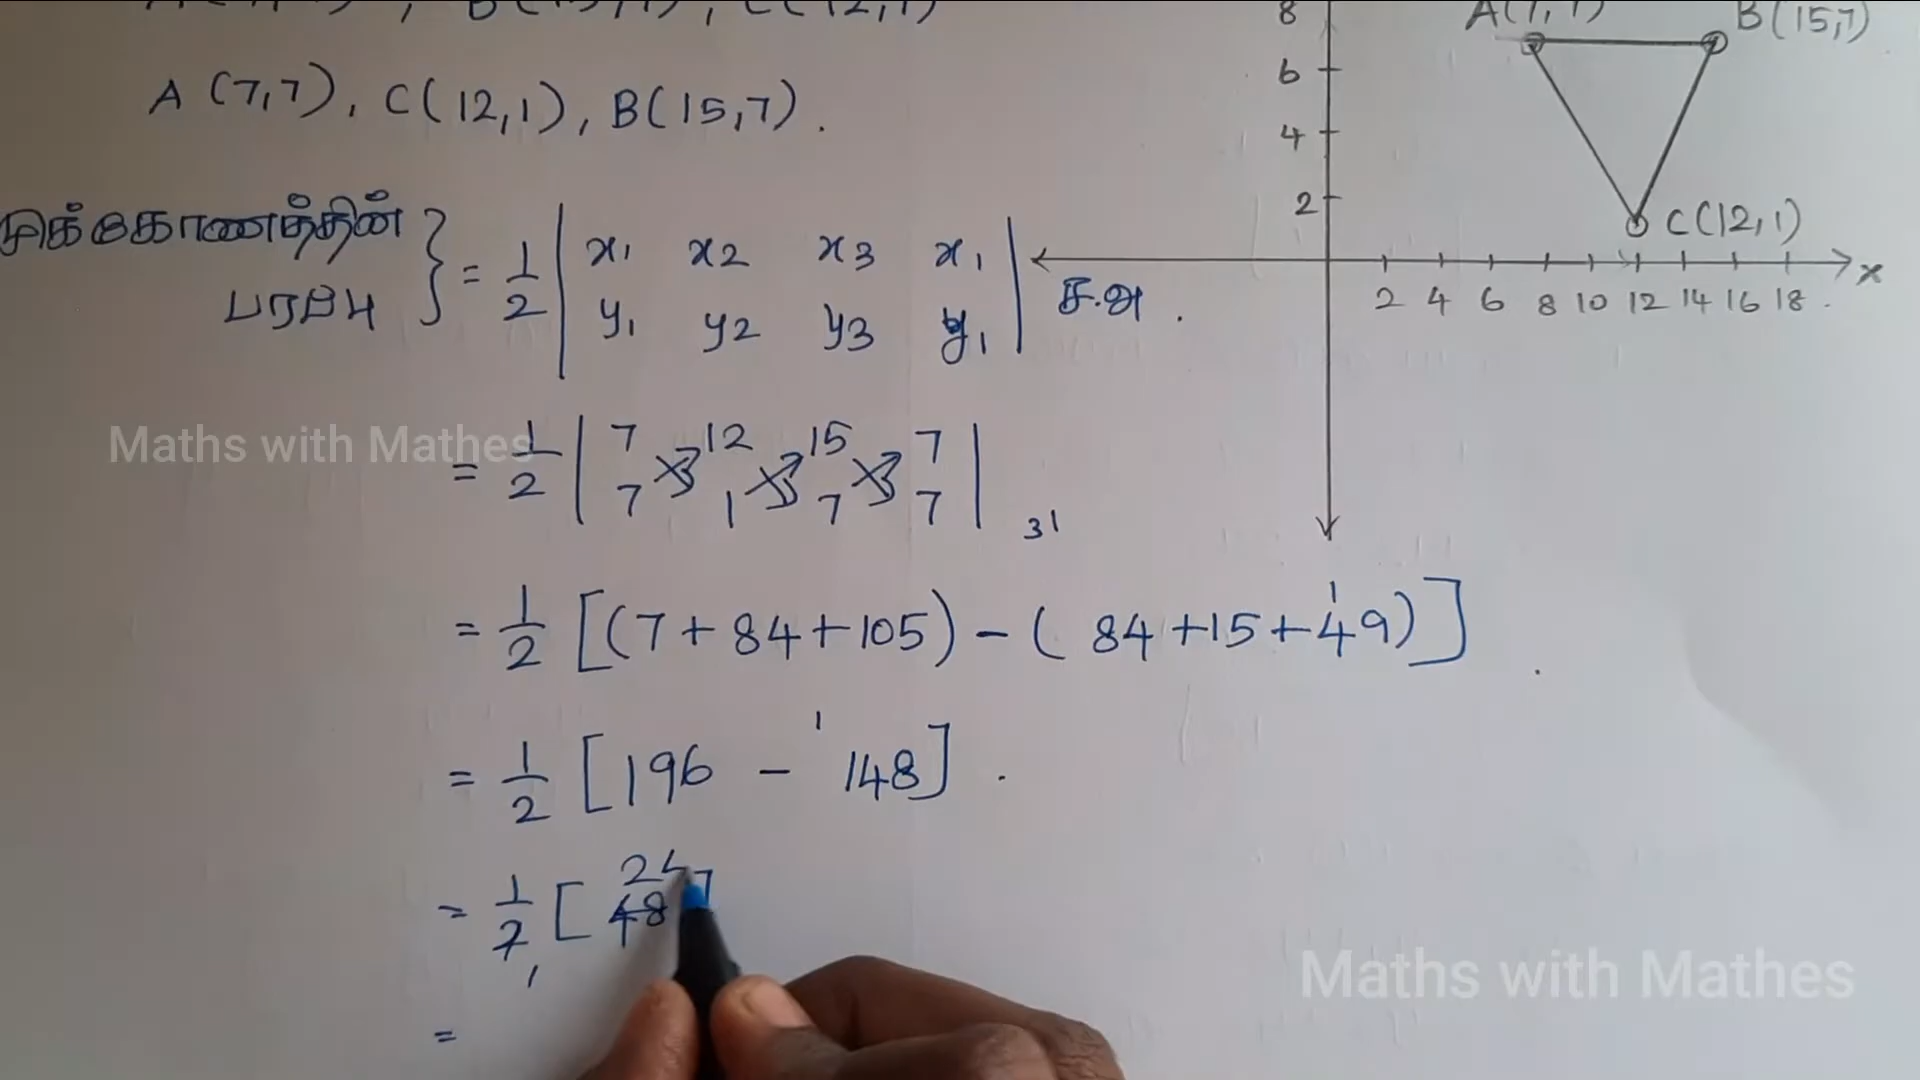 A (7,7), C(12,1), B(15,7).
முக்கோணத்தின்
பரப்பு } = 1/2 | x1 x2 x3 x1
y1 y2 y3 y1 | ச.அ.
= 1/2 | 7 12 15 7
7 1 7 7 |
31
= 1/2 [(7+84+105) - (84+15+49)]
1
= 1/2 [196 - 148].
1
= 1/2 [48]
24
1
=
8
6
4
2
2 4 6 8 10 12 14 16 18 x
B(15,7)
C(12,1)
Maths with Mathes
Maths with Mathes